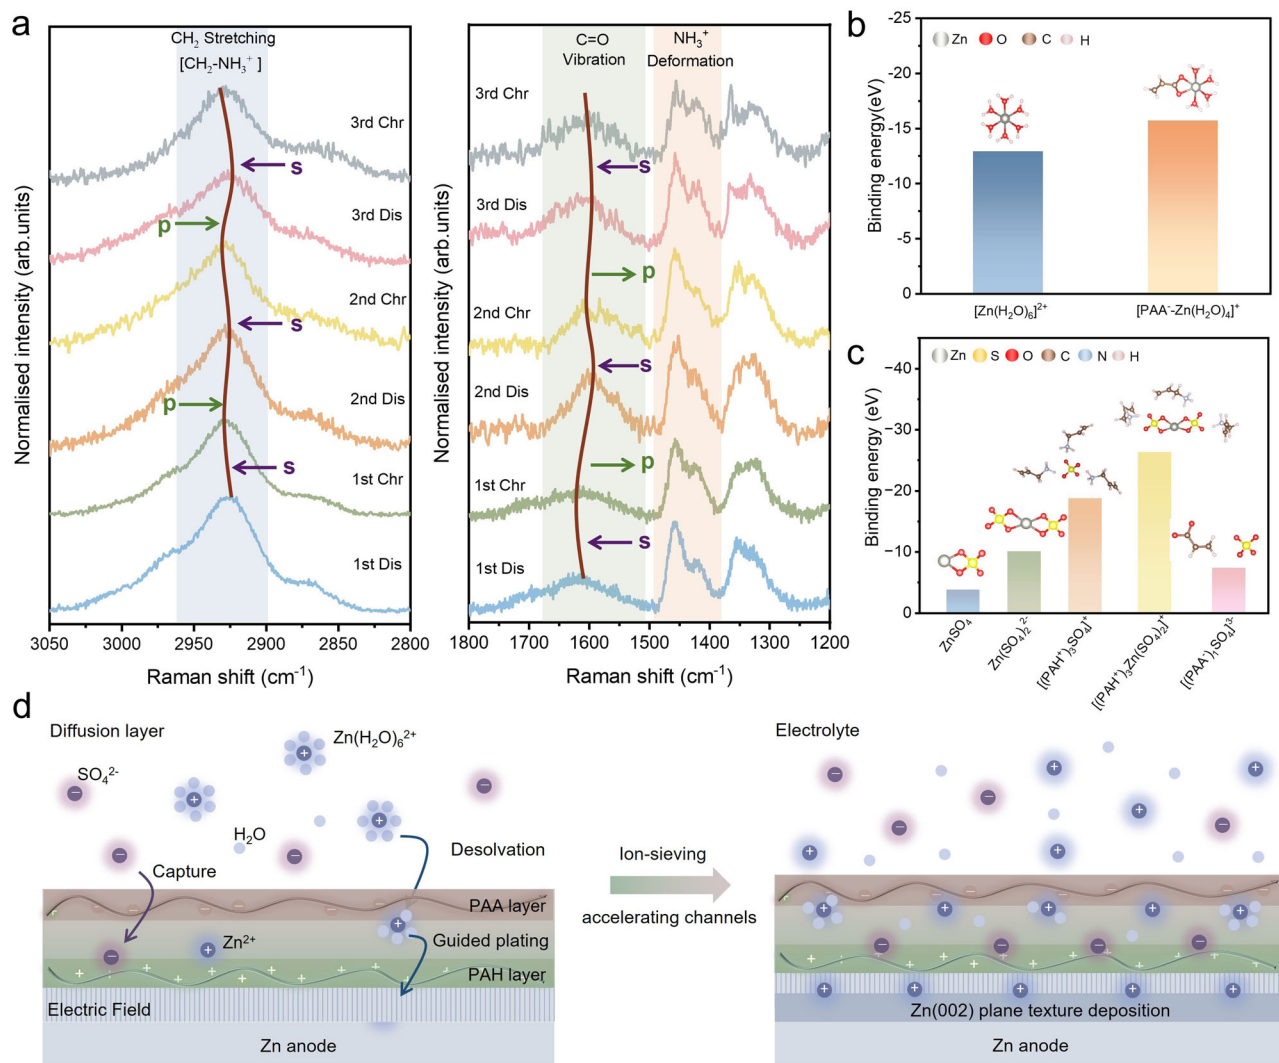 a
CH₂ Stretching
[CH₂-NH₃⁺ ]
3rd Chr
s
3rd Dis
p
2nd Chr
s
2nd Dis
p
1st Chr
s
1st Dis
Normalised intensity (arb.units)
3050 3000 2950 2900 2850 2800
Raman shift (cm⁻¹)
C=O
Vibration
NH₃⁺
Deformation
3rd Chr
s
3rd Dis
p
2nd Chr
s
2nd Dis
p
1st Chr
s
1st Dis
Normalised intensity (arb.units)
1800 1700 1600 1500 1400 1300 1200
Raman shift (cm⁻¹)
b
Zn O C H
Binding energy(eV)
-25
-20
-15
-10
-5
0
[Zn(H₂O)₆]²⁺ [PAA⁻-Zn(H₂O)₄]⁺
c
Zn S O C N H
Binding energy (eV)
−40
−30
−20
−10
0
ZnSO₄
Zn(SO₄)₂²⁻
[(PAH⁺)₃SO₄]⁺
[(PAH⁺)₃Zn(SO₄)₂]⁺
[(PAA⁻)₁SO₄]³⁻
d
Diffusion layer
Zn(H₂O)₆²⁺
SO₄²⁻
H₂O
Capture
Desolvation
PAA layer
Zn²⁺
Guided plating
PAH layer
Electric Field
Zn anode
Ion-sieving
accelerating channels
Electrolyte
Zn(002) plane texture deposition
Zn anode